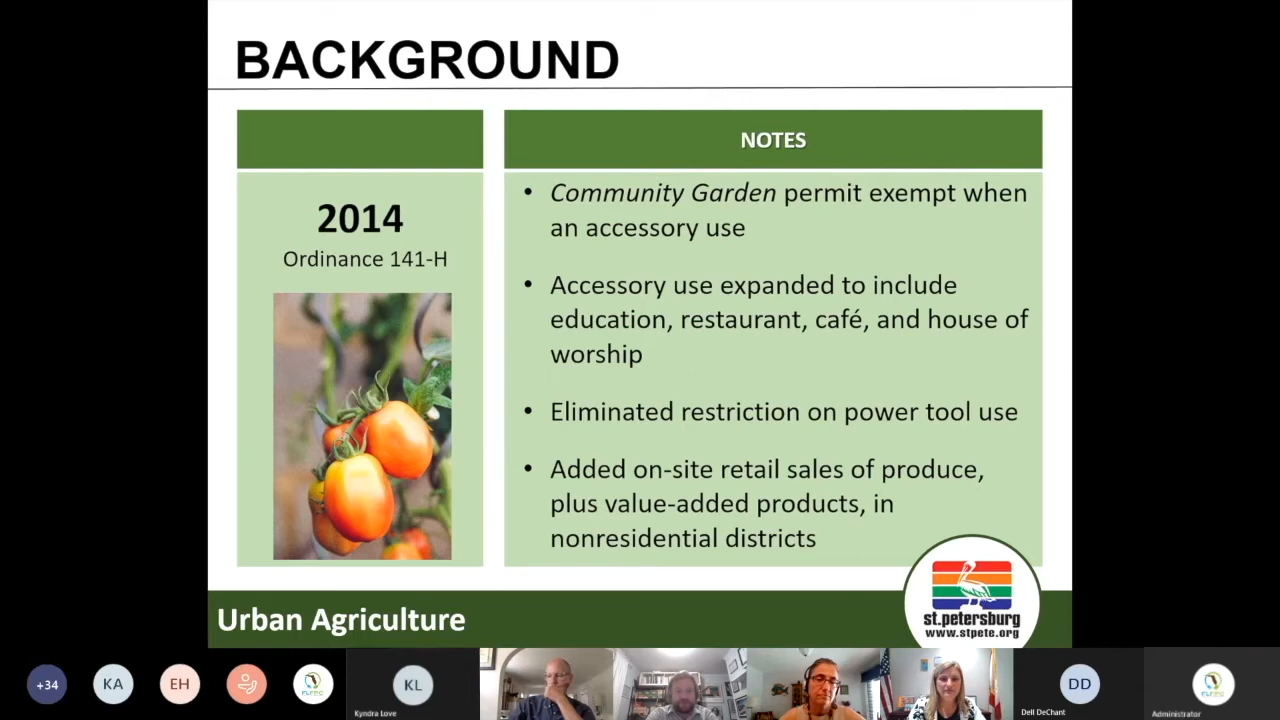 BACKGROUND
NOTES
2014
Ordinance 141-H
• Community Garden permit exempt when
an accessory use
• Accessory use expanded to include
education, restaurant, café, and house of
worship
• Eliminated restriction on power tool use
• Added on-site retail sales of produce,
plus value-added products, in
nonresidential districts
Urban Agriculture
st.petersburg
www.stpete.org
+34
KA
EH
FLFPC
KL
Kyndra Love
DD
Dell DeChant
FLFPC
Administrator